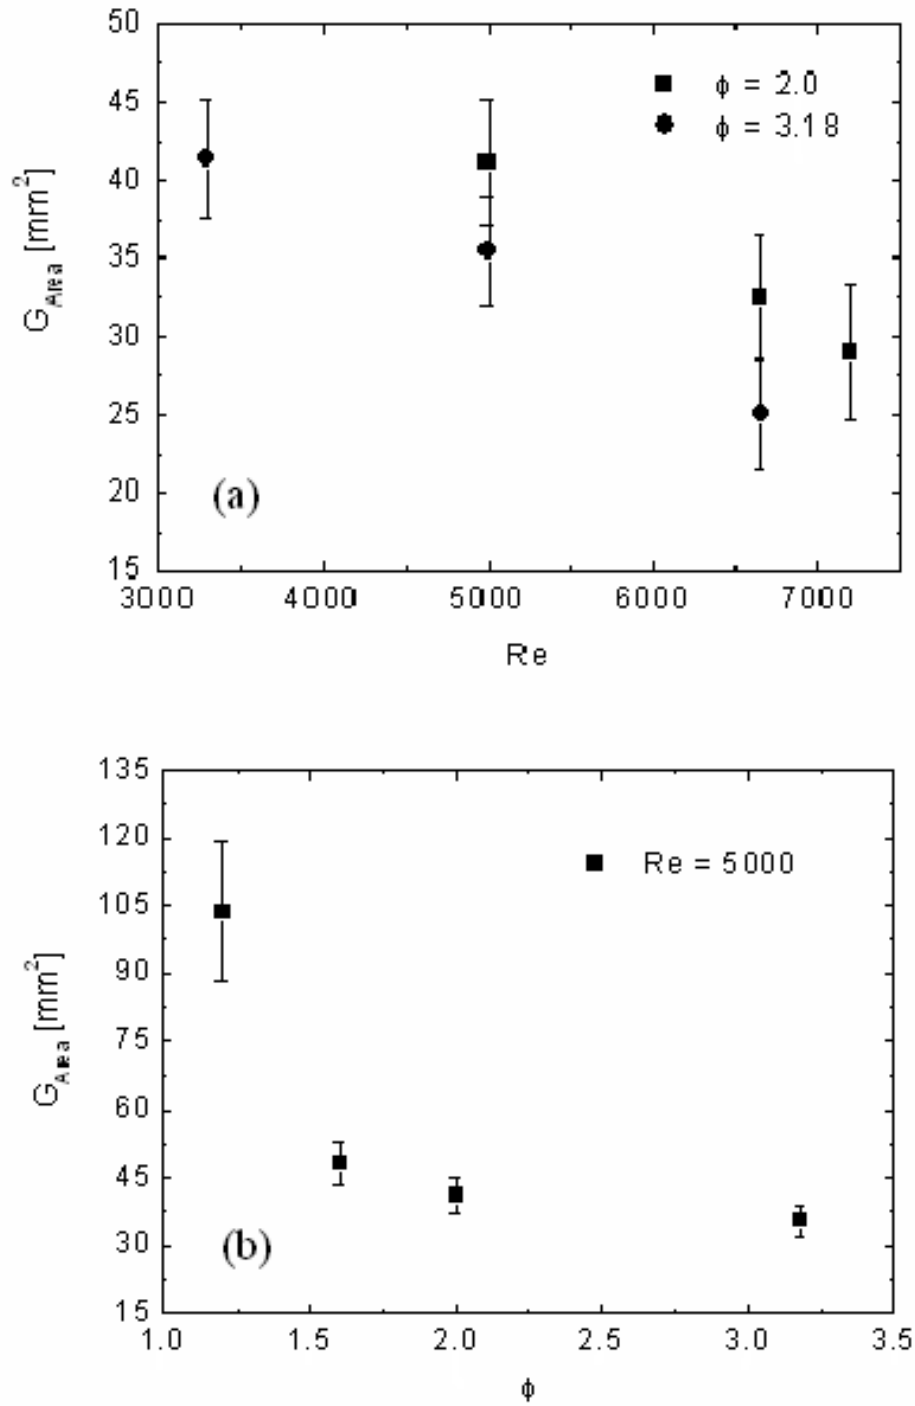 50
45
40
35
30
25
20
15
G_Area [mm²]
■ ϕ = 2.0
● ϕ = 3.18
(a)
3000 4000 5000 6000 7000
Re
135
120
105
90
75
60
45
30
15
G_Area [mm²]
■ Re = 5000
(b)
1.0 1.5 2.0 2.5 3.0 3.5
ϕ